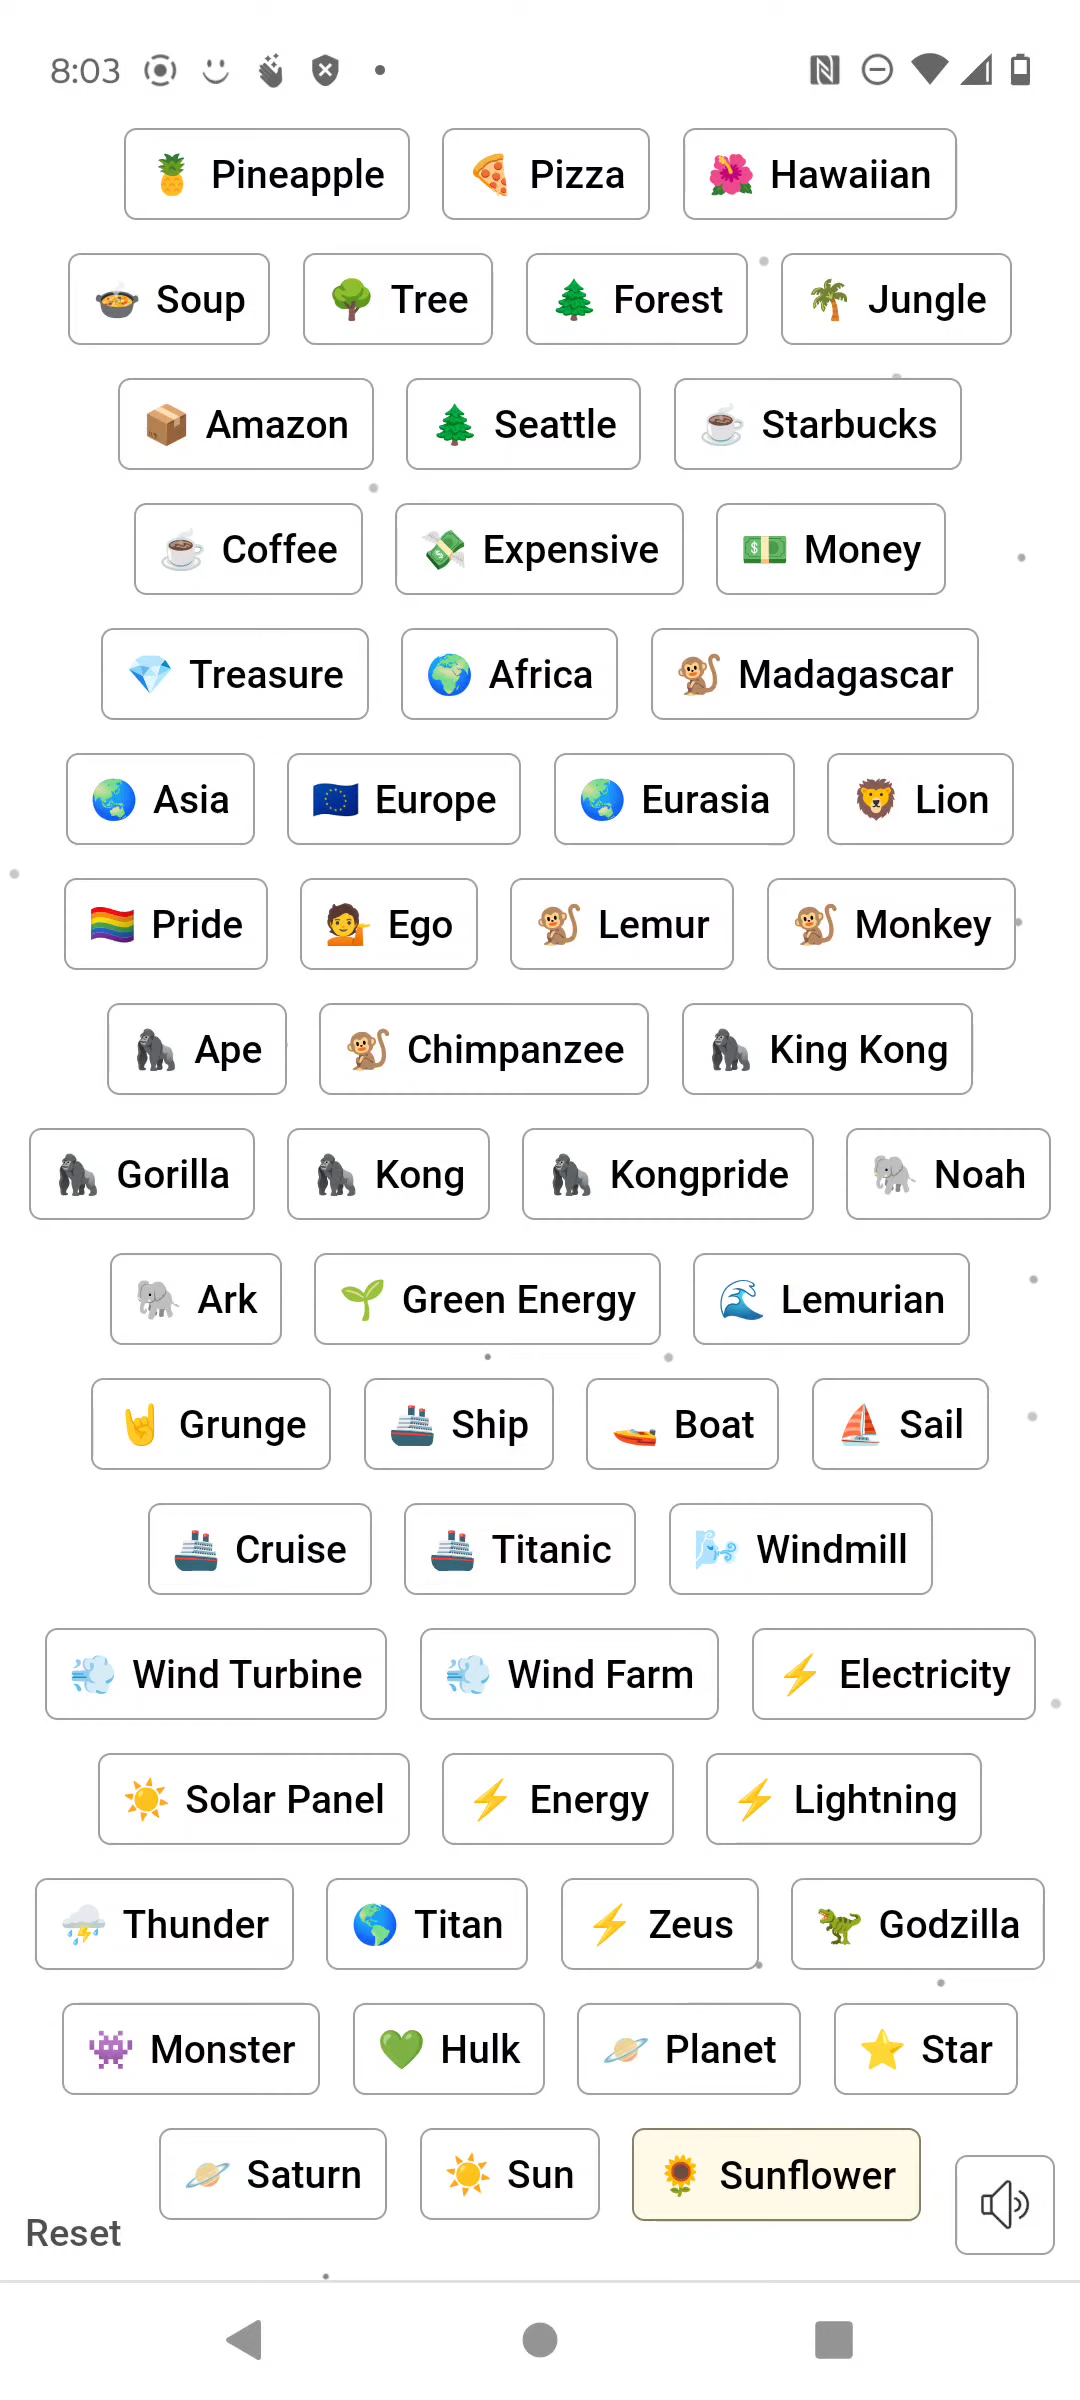 8:03
Pineapple Pizza Hawaiian
Soup Tree Forest Jungle
Amazon Seattle Starbucks
Coffee Expensive Money
Treasure Africa Madagascar
Asia Europe Eurasia Lion
Pride Ego Lemur Monkey
Ape Chimpanzee King Kong
Gorilla Kong Kongpride Noah
Ark Green Energy Lemurian
Grunge Ship Boat Sail
Cruise Titanic Windmill
Wind Turbine Wind Farm Electricity
Solar Panel Energy Lightning
Thunder Titan Zeus Godzilla
Monster Hulk Planet Star
Saturn Sun Sunflower
Reset